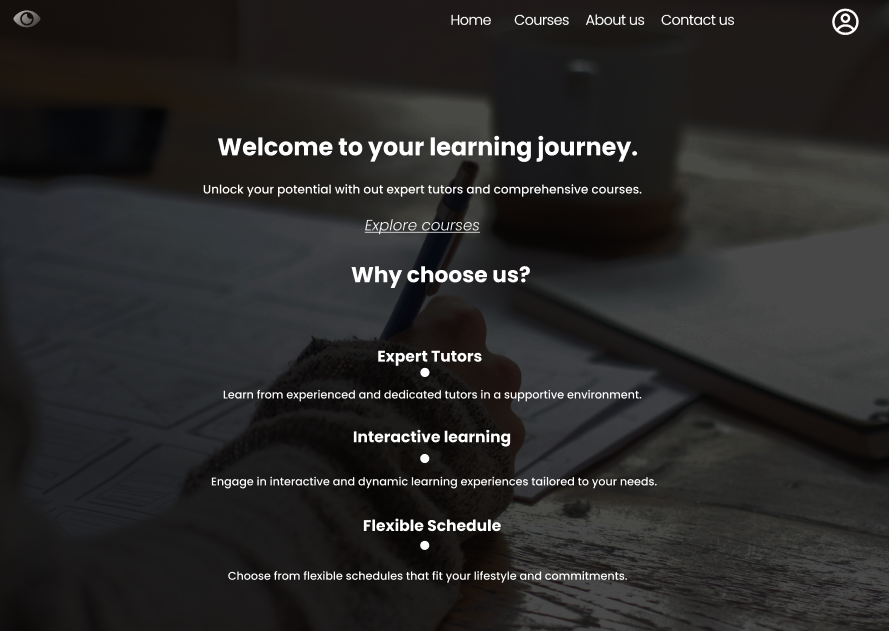 Home Courses About us Contact us
Welcome to your learning journey.
Unlock your potential with out expert tutors and comprehensive courses.
Explore courses
Why choose us?
Expert Tutors
Learn from experienced and dedicated tutors in a supportive environment.
Interactive learning
Engage in interactive and dynamic learning experiences tailored to your needs.
Flexible Schedule
Choose from flexible schedules that fit your lifestyle and commitments.